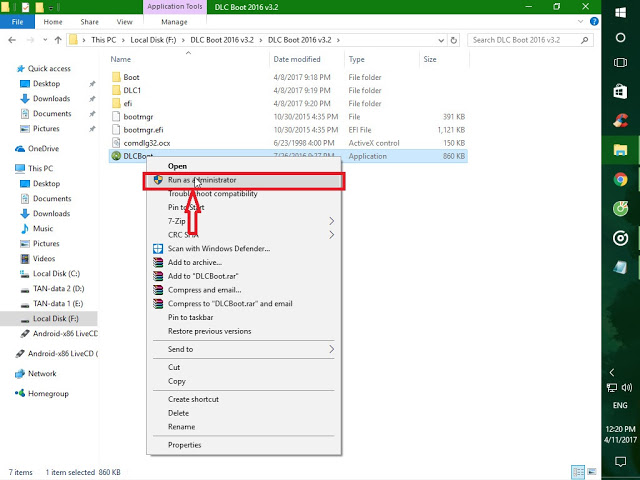 Application Tools
DLC Boot 2016 v3.2
File
Home
Share
View
Manage
This PC > Local Disk (F:) > DLC Boot 2016 v3.2 > DLC Boot 2016 v3.2 >
Search DLC Boot 2016 v3.2
Name
Date modified
Type
Size
Quick access
Desktop
Downloads
Documents
Pictures
OneDrive
This PC
Desktop
Downloads
Documents
Music
Pictures
Videos
Local Disk (C:)
TAN-data 2 (D:)
TAN-data 1 (E:)
Local Disk (F:)
Android-x86 LiveCD
Android-x86 LiveCD (
Network
Homegroup
Boot 4/8/2017 9:18 PM File folder
DLC1 4/8/2017 9:19 PM File folder
efi 4/8/2017 9:20 PM File folder
bootmgr 10/30/2015 4:35 PM File 391 KB
bootmgr.efi 10/30/2015 4:35 PM EFI File 1,121 KB
comdlg32.ocx 6/23/1998 4:00 PM ActiveX control 150 KB
DLCBoot 7/26/2016 9:27 PM Application 860 KB
Open
Run as administrator
Troubleshoot compatibility
Pin to Start
7-Zip
CRC SHA
Scan with Windows Defender...
Add to archive...
Add to "DLCBoot.rar"
Compress and email...
Compress to "DLCBoot.rar" and email
Pin to taskbar
Restore previous versions
Send to
Cut
Copy
Create shortcut
Delete
Rename
Properties
7 items
1 item selected 860 KB
ENG
12:20 PM
4/11/2017